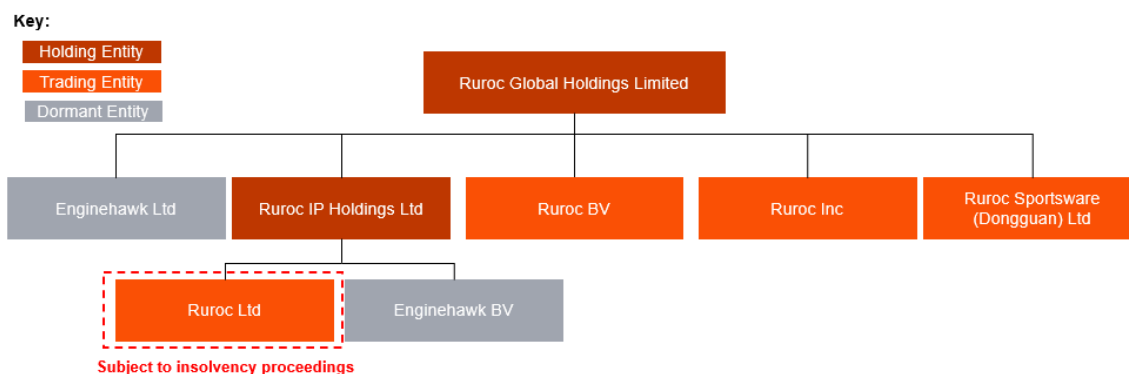 Key:
Holding Entity
Trading Entity
Dormant Entity
Ruroc Global Holdings Limited
Enginehawk Ltd
Ruroc IP Holdings Ltd
Ruroc BV
Ruroc Inc
Ruroc Sportsware
(Dongguan) Ltd
Ruroc Ltd
Enginehawk BV
Subject to insolvency proceedings